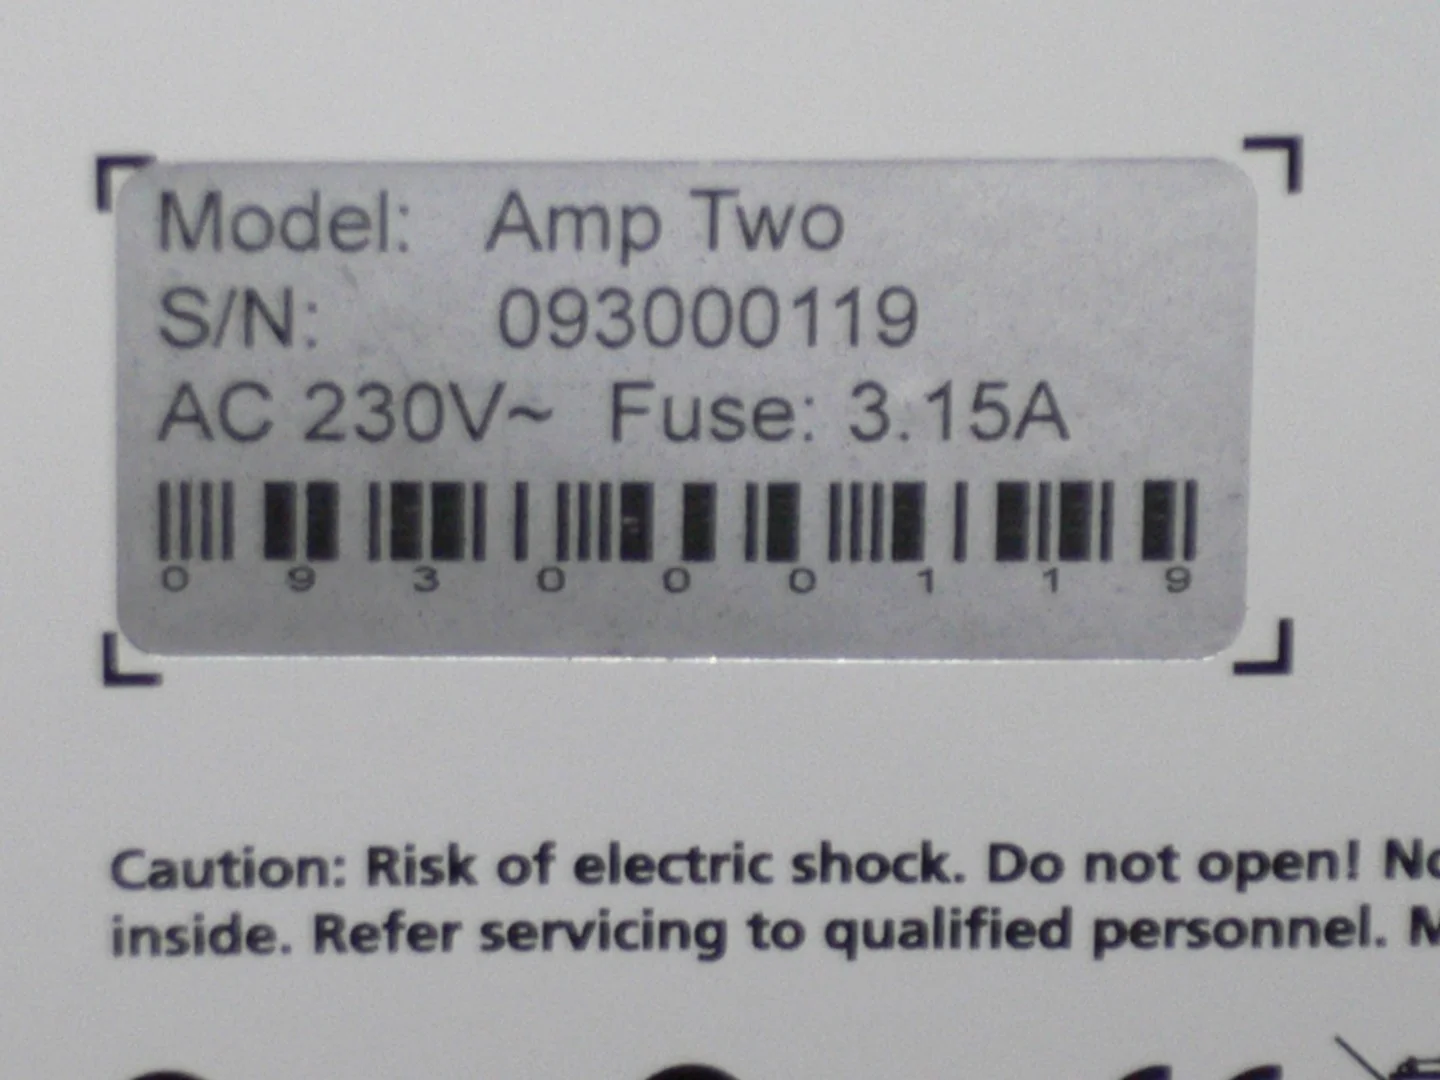 Model: Amp Two
S/N: 093000119
AC 230V~ Fuse: 3.15A
0 9 3 0 0 0 1 1 9
Caution: Risk of electric shock. Do not open!
inside. Refer servicing to qualified personnel.